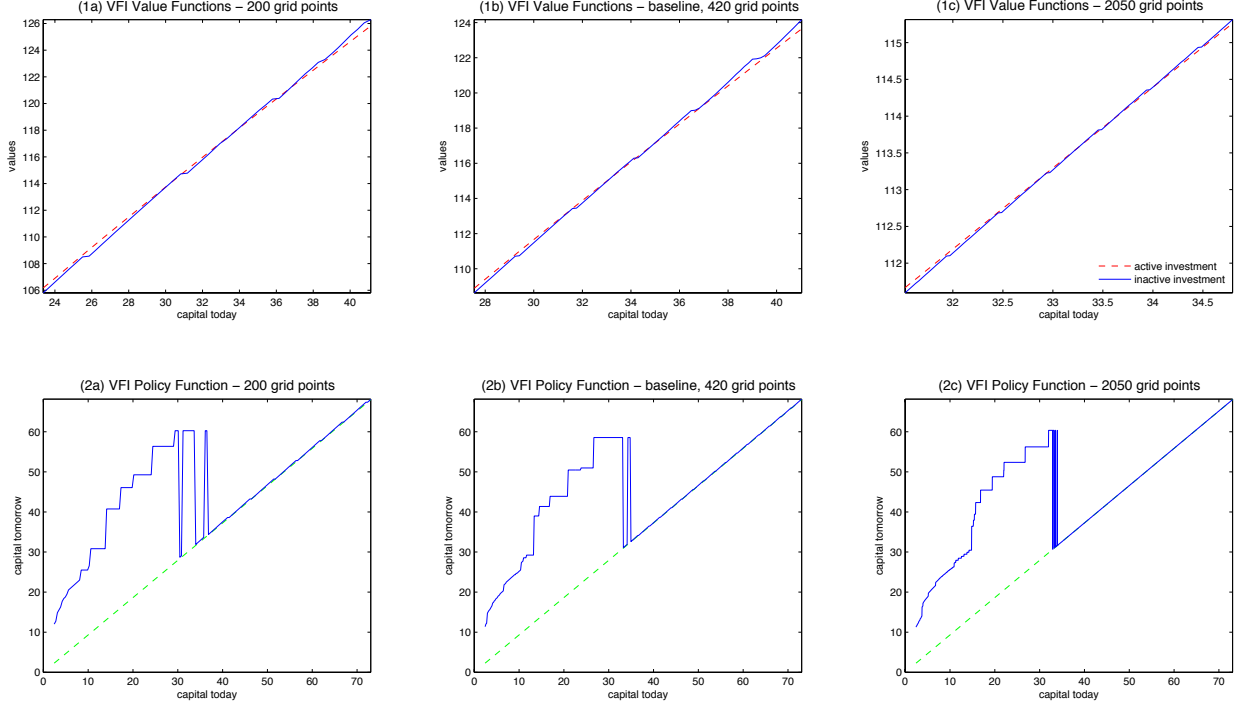 (1a) VFI Value Functions – 200 grid points
126
124
122
120
118
116
114
112
110
108
106
values
24 26 28 30 32 34 36 38 40
capital today
(1b) VFI Value Functions – baseline, 420 grid points
124
122
120
118
116
114
112
110
values
28 30 32 34 36 38 40
capital today
(1c) VFI Value Functions – 2050 grid points
115
114.5
114
113.5
113
112.5
112
values
active investment
inactive investment
32 32.5 33 33.5 34 34.5
capital today
(2a) VFI Policy Function – 200 grid points
60
50
40
30
20
10
0
capital tomorrow
0 10 20 30 40 50 60 70
capital today
(2b) VFI Policy Function – baseline, 420 grid points
60
50
40
30
20
10
0
capital tomorrow
0 10 20 30 40 50 60 70
capital today
(2c) VFI Policy Function – 2050 grid points
60
50
40
30
20
10
0
capital tomorrow
0 10 20 30 40 50 60 70
capital today